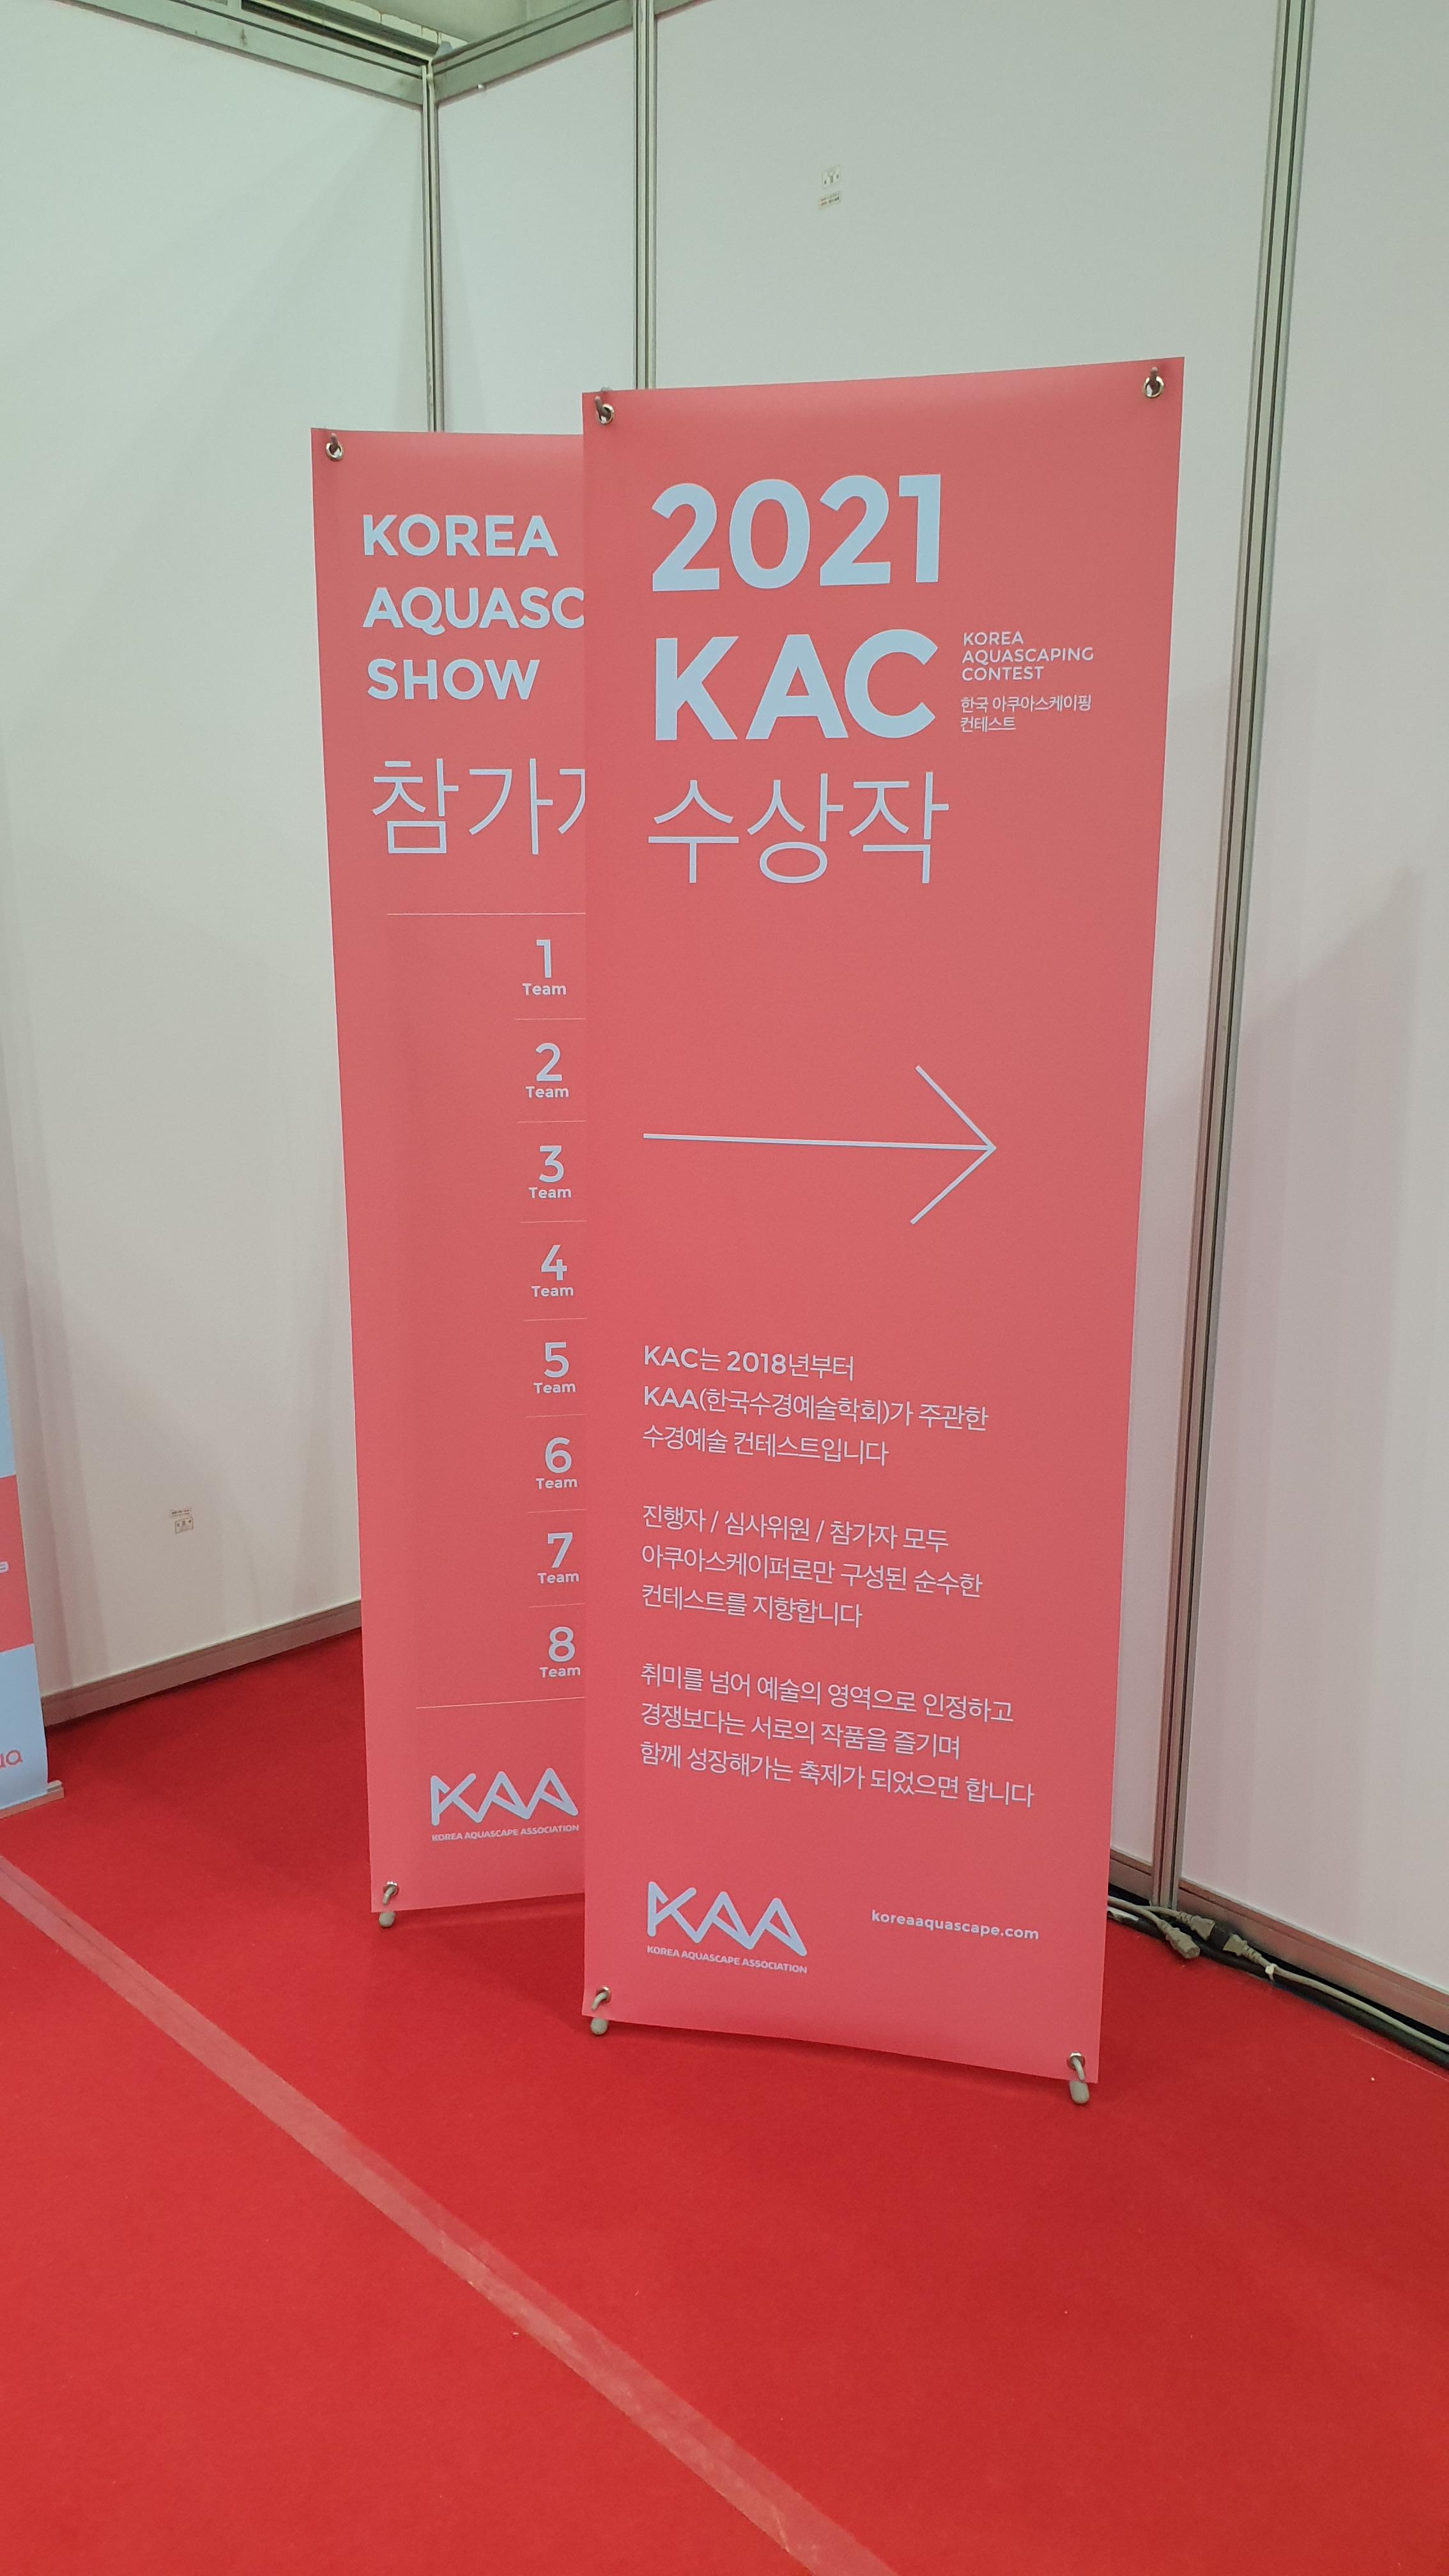 KOREA
SHOW
1
Team
2
Team
3
Team
4
Team
5
Team
6
Team
7
Team
8
Team
KAA
KOREA AQUASCAPE ASSOCIATION
2021
KAC
KOREA
AQUASCAPING
CONTEST
한국 아쿠아스케이핑
컨테스트
수상작
KAC는 2018년부터
KAA(한국수경예술학회)가 주관한
수경예술 컨테스트입니다
진행자 / 심사위원 / 참가자 모두
아쿠아스케이퍼로만 구성된 순수한
컨테스트를 지향합니다
취미를 넘어 예술의 영역으로 인정하고
경쟁보다는 서로의 작품을 즐기며
함께 성장해가는 축제가 되었으면 합니다
KAA
KOREA AQUASCAPE ASSOCIATION
koreaaquascape.com